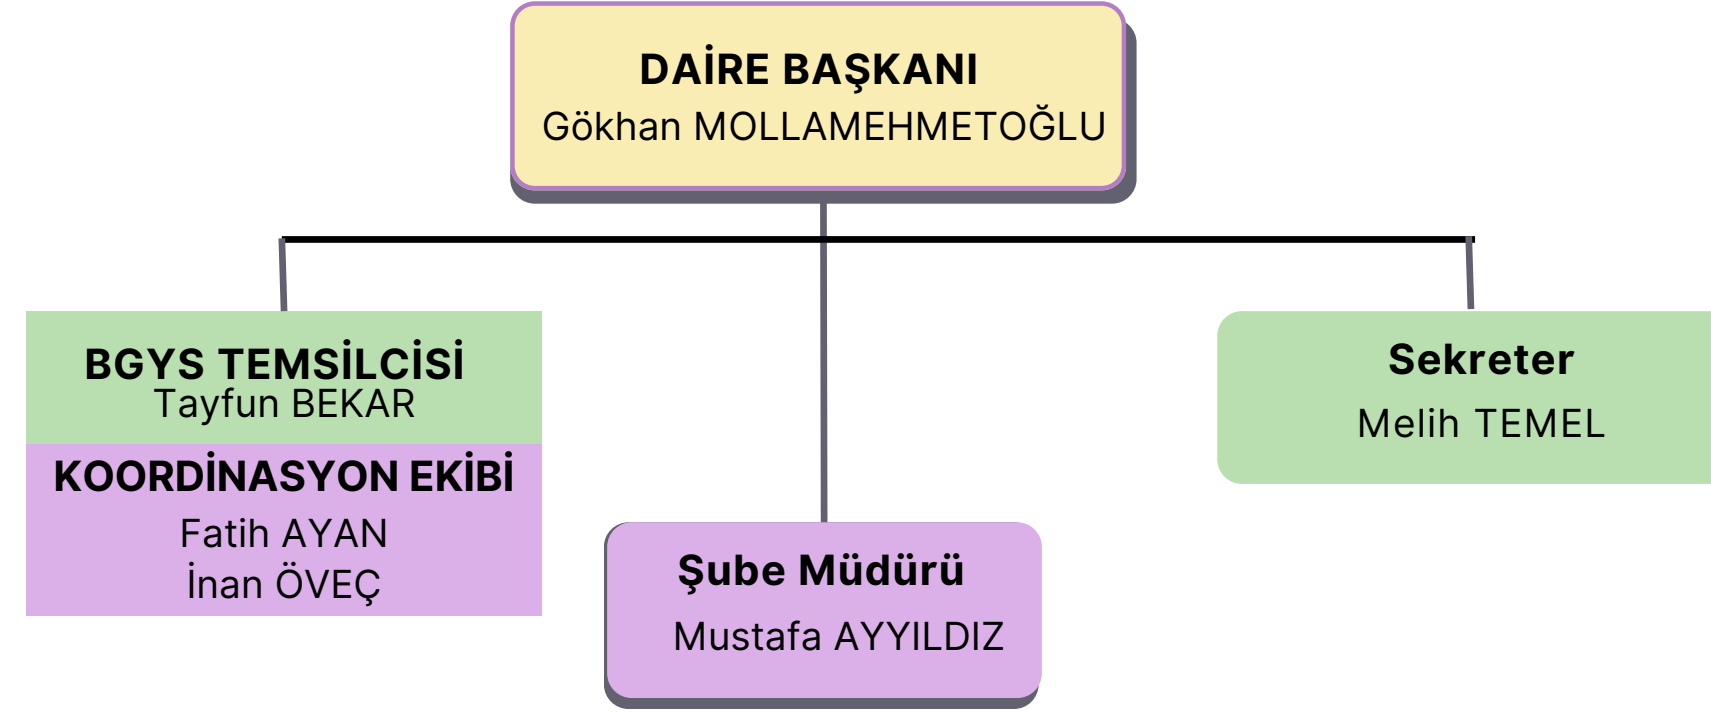 DAİRE BAŞKANI
Gökhan MOLLAMEHMETOĞLU
BGYS TEMSİLCİSİ
Tayfun BEKAR
KOORDİNASYON EKİBİ
Fatih AYAN
İnan ÖVEÇ
Şube Müdürü
Mustafa AYYILDIZ
Sekreter
Melih TEMEL